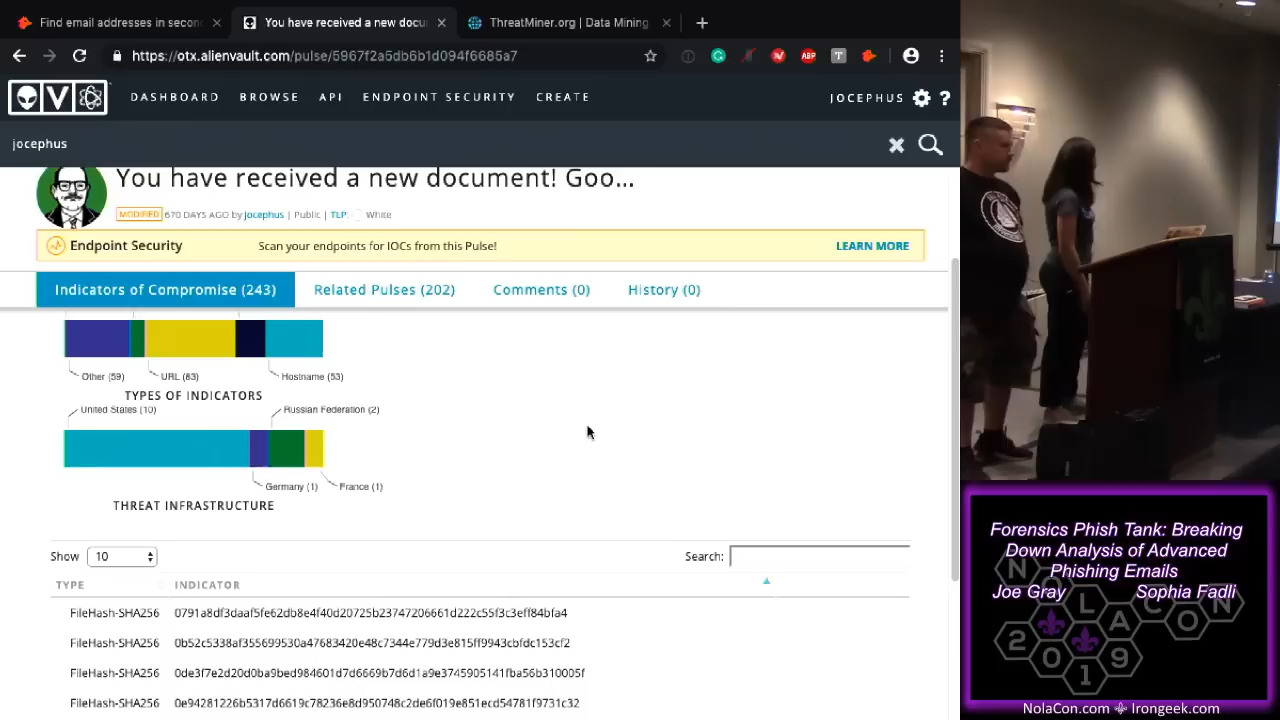 Find email addresses in secon
You have received a new docu
ThreatMiner.org | Data Mining
https://otx.alienvault.com/pulse/5967f2a5db6b1d094f6685a7
DASHBOARD BROWSE API ENDPOINT SECURITY CREATE
JOCEPHUS
jocephus
You have received a new document! Goo...
MODIFIED 670 DAYS AGO by jocephus | Public | TLP: White
Endpoint Security Scan your endpoints for IOCs from this Pulse! LEARN MORE
Indicators of Compromise (243) Related Pulses (202) Comments (0) History (0)
Other (59) URL (83) Hostname (53)
TYPES OF INDICATORS
United States (10) Russian Federation (2)
Germany (1) France (1)
THREAT INFRASTRUCTURE
Show 10 Search:
TYPE INDICATOR
FileHash-SHA256
FileHash-SHA256
FileHash-SHA256
FileHash-SHA256
Forensics Phish Tank: Breaking
Down Analysis of Advanced
Phishing Emails
Joe Gray Sophia Fadli
NOLACON
2019
NolaCon.com Irongeek.com